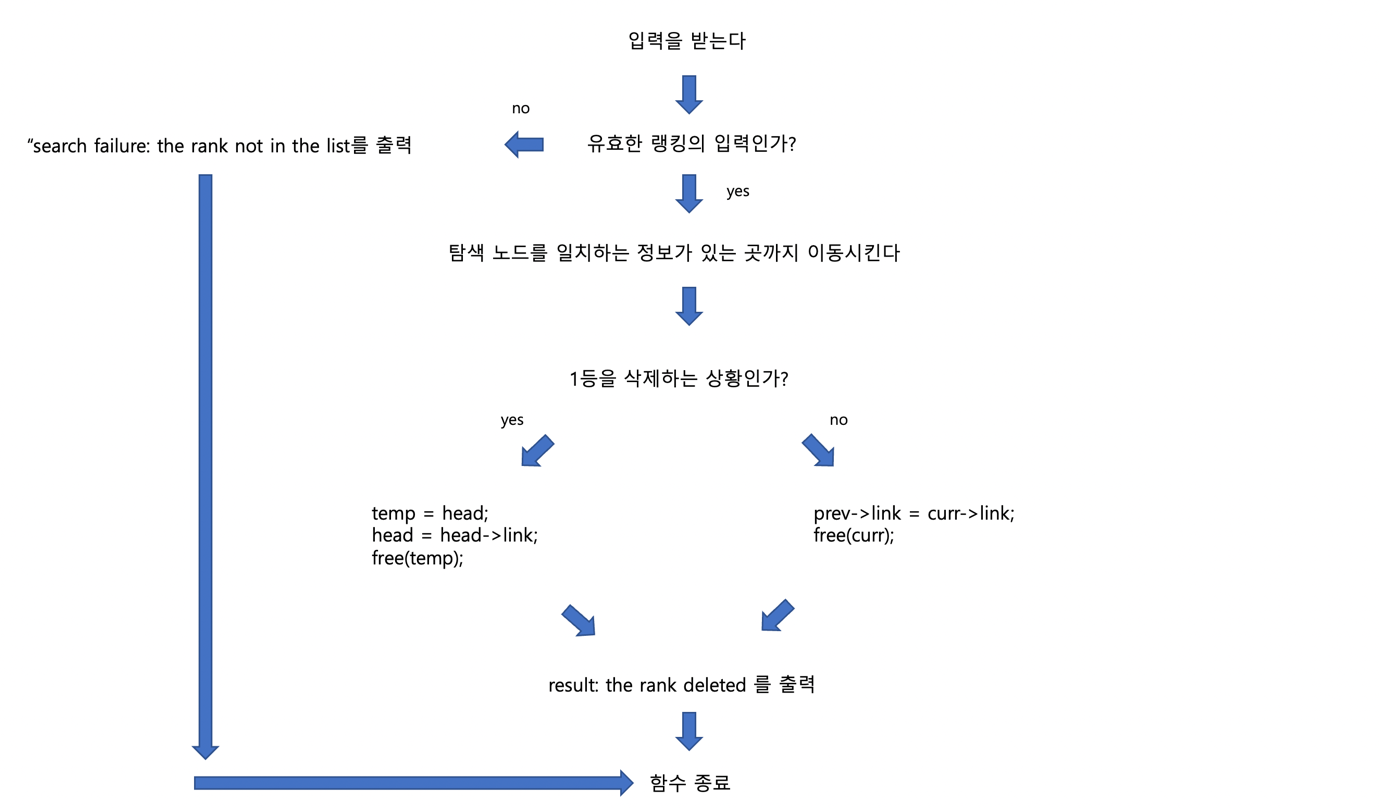 입력을 받는다
no
“search failure: the rank not in the list를 출력
유효한 랭킹의 입력인가?
yes
탐색 노드를 일치하는 정보가 있는 곳까지 이동시킨다
1등을 삭제하는 상황인가?
yes
no
temp = head;
head = head->link;
free(temp);
prev->link = curr->link;
free(curr);
result: the rank deleted 를 출력
함수 종료